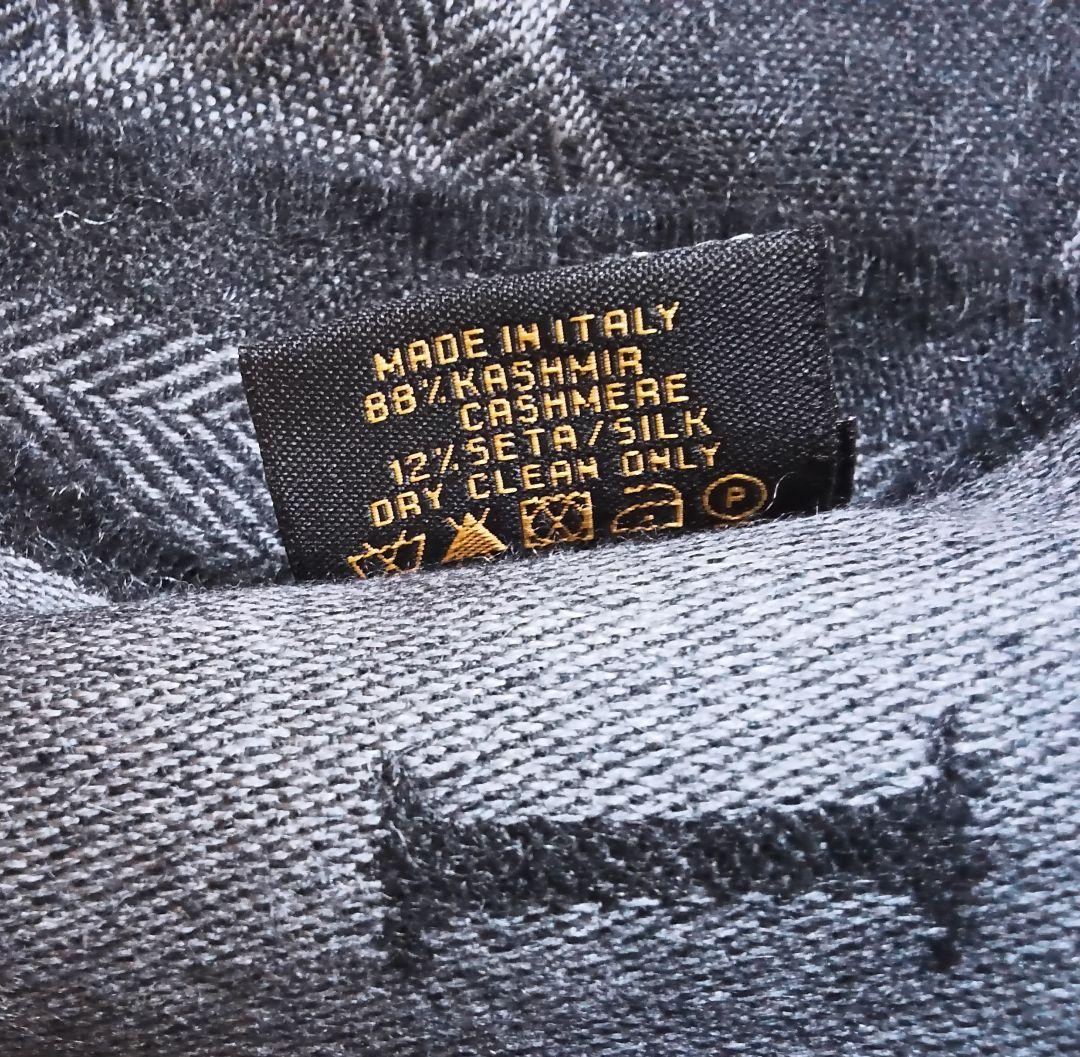 MADE IN ITALY
88% KASHMIR
CASHMERE
12% SETA/SILK
DRY CLEAN ONLY
P